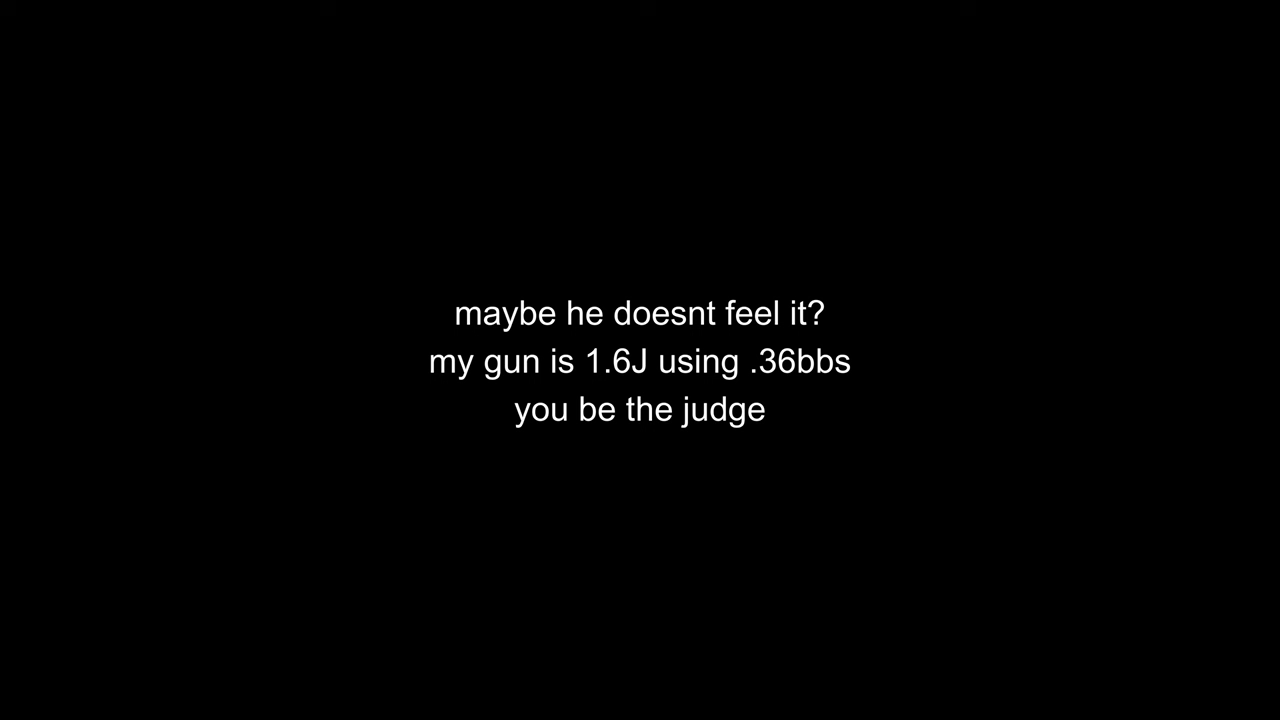 maybe he doesnt feel it?
my gun is 1.6J using .36bbs
you be the judge